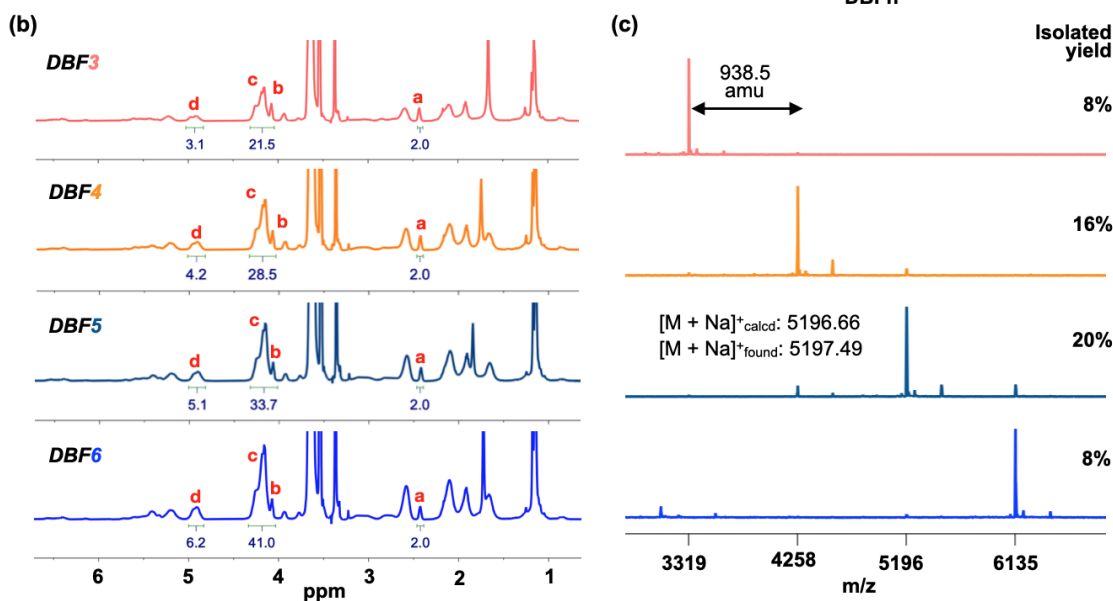 (b)
DBF3
d
c
b
a
3.1
21.5
2.0
DBF4
d
c
b
a
4.2
28.5
2.0
DBF5
d
c
b
a
5.1
33.7
2.0
DBF6
d
c
b
a
6.2
41.0
2.0
6 5 4 3 2 1
ppm
(c)
Isolated
yield
938.5
amu
8%
16%
[M + Na]⁺calcd: 5196.66
[M + Na]⁺found: 5197.49
20%
8%
3319 4258 5196 6135
m/z